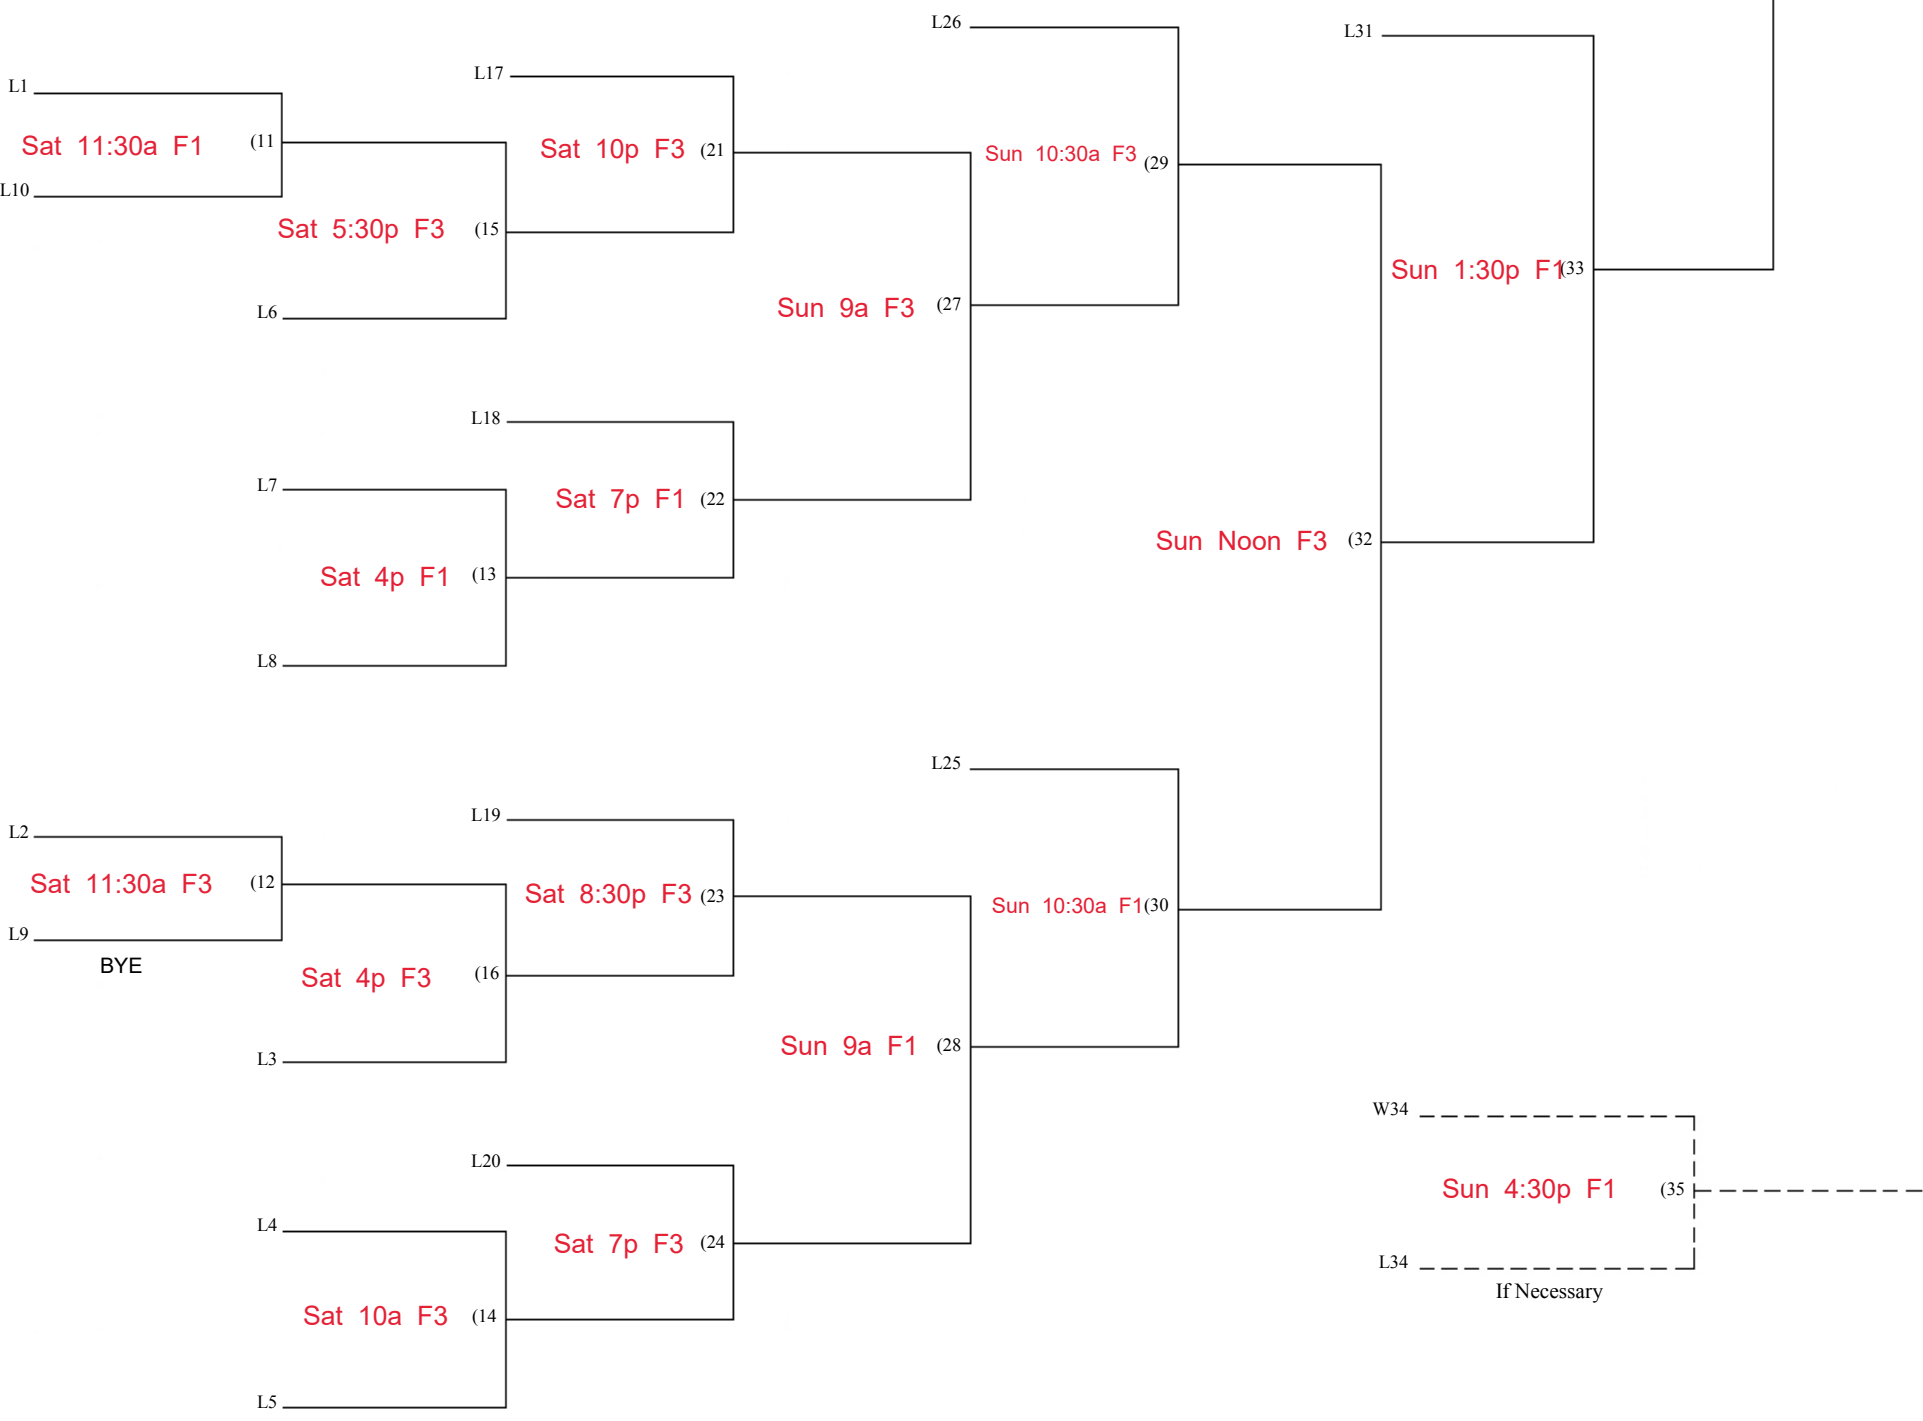 L26
L31
L17
L1
Sat 11:30a F1 (11
Sat 10p F3 (21
Sun 10:30a F3 (29
L10
Sat 5:30p F3 (15
Sun 1:30p F1 (33
L6
Sun 9a F3 (27
L18
L7
Sat 7p F1 (22
Sun Noon F3 (32
Sat 4p F1 (13
L8
L25
L19
L2
Sat 11:30a F3 (12
Sat 8:30p F3 (23
Sun 10:30a F1 (30
L9
BYE
Sat 4p F3 (16
Sun 9a F1 (28
L3
W34
L20
Sun 4:30p F1 (35
L4
Sat 7p F3 (24
L34
If Necessary
Sat 10a F3 (14
L5